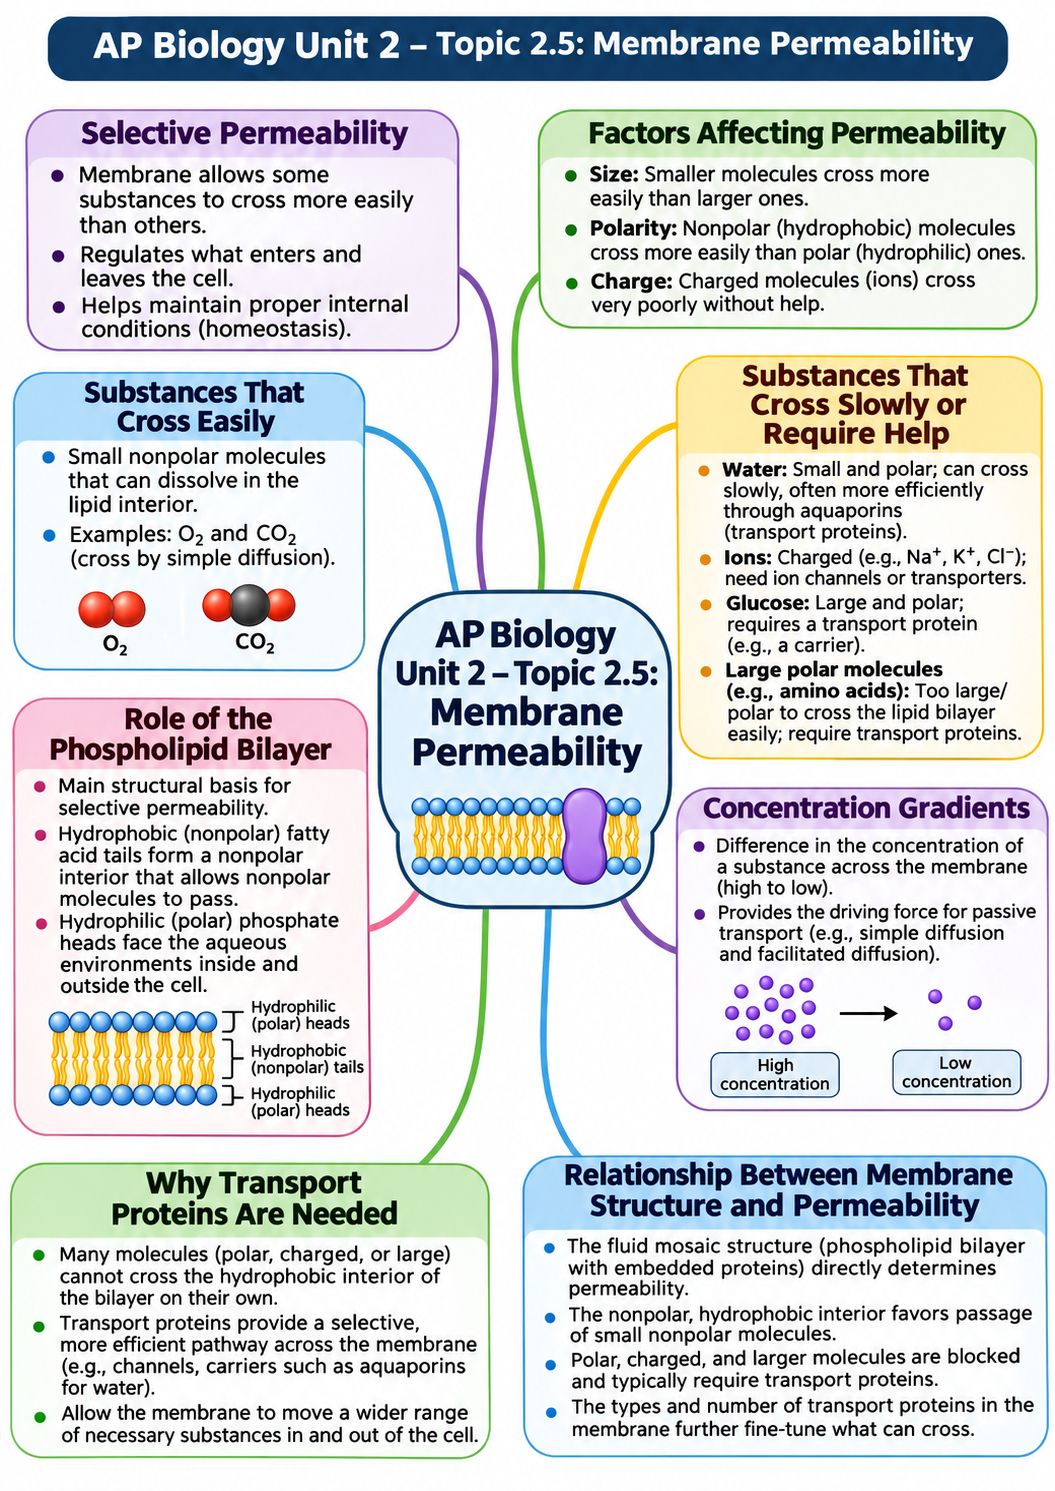 AP Biology Unit 2 – Topic 2.5: Membrane Permeability
Selective Permeability
• Membrane allows some
substances to cross more easily
than others.
• Regulates what enters and
leaves the cell.
• Helps maintain proper internal
conditions (homeostasis).
Factors Affecting Permeability
• Size: Smaller molecules cross more
easily than larger ones.
• Polarity: Nonpolar (hydrophobic) molecules
cross more easily than polar (hydrophilic) ones.
• Charge: Charged molecules (ions) cross
very poorly without help.
Substances That
Cross Easily
• Small nonpolar molecules
that can dissolve in the
lipid interior.
• Examples: O₂ and CO₂
(cross by simple diffusion).
O₂
CO₂
Substances That
Cross Slowly or
Require Help
• Water: Small and polar; can cross
slowly, often more efficiently
through aquaporins
(transport proteins).
• Ions: Charged (e.g., Na⁺, K⁺, Cl⁻);
need ion channels or transporters.
• Glucose: Large and polar;
requires a transport protein
(e.g., a carrier).
• Large polar molecules
(e.g., amino acids): Too large/
polar to cross the lipid bilayer
easily; require transport proteins.
AP Biology
Unit 2 – Topic 2.5:
Membrane
Permeability
Role of the
Phospholipid Bilayer
• Main structural basis for
selective permeability.
• Hydrophobic (nonpolar) fatty
acid tails form a nonpolar
interior that allows nonpolar
molecules to pass.
• Hydrophilic (polar) phosphate
heads face the aqueous
environments inside and
outside the cell.
Hydrophilic
(polar) heads
Hydrophobic
(nonpolar) tails
Hydrophilic
(polar) heads
Concentration Gradients
• Difference in the concentration of
a substance across the membrane
(high to low).
• Provides the driving force for passive
transport (e.g., simple diffusion
and facilitated diffusion).
High
concentration
Low
concentration
Why Transport
Proteins Are Needed
• Many molecules (polar, charged, or large)
cannot cross the hydrophobic interior of
the bilayer on their own.
• Transport proteins provide a selective,
more efficient pathway across the membrane
(e.g., channels, carriers such as aquaporins
for water).
• Allow the membrane to move a wider range
of necessary substances in and out of the cell.
Relationship Between Membrane
Structure and Permeability
• The fluid mosaic structure (phospholipid bilayer
with embedded proteins) directly determines
permeability.
• The nonpolar, hydrophobic interior favors passage
of small nonpolar molecules.
• Polar, charged, and larger molecules are blocked
and typically require transport proteins.
• The types and number of transport proteins in the
membrane further fine-tune what can cross.